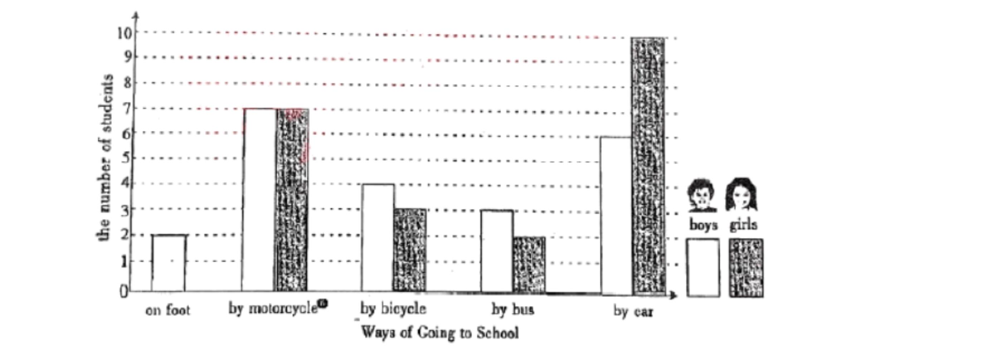 10
9
8
7
6
5
4
3
2
1
0
the number of students
on foot
by motorcycle
by bicycle
by bus
by car
Ways of Going to School
boys girls